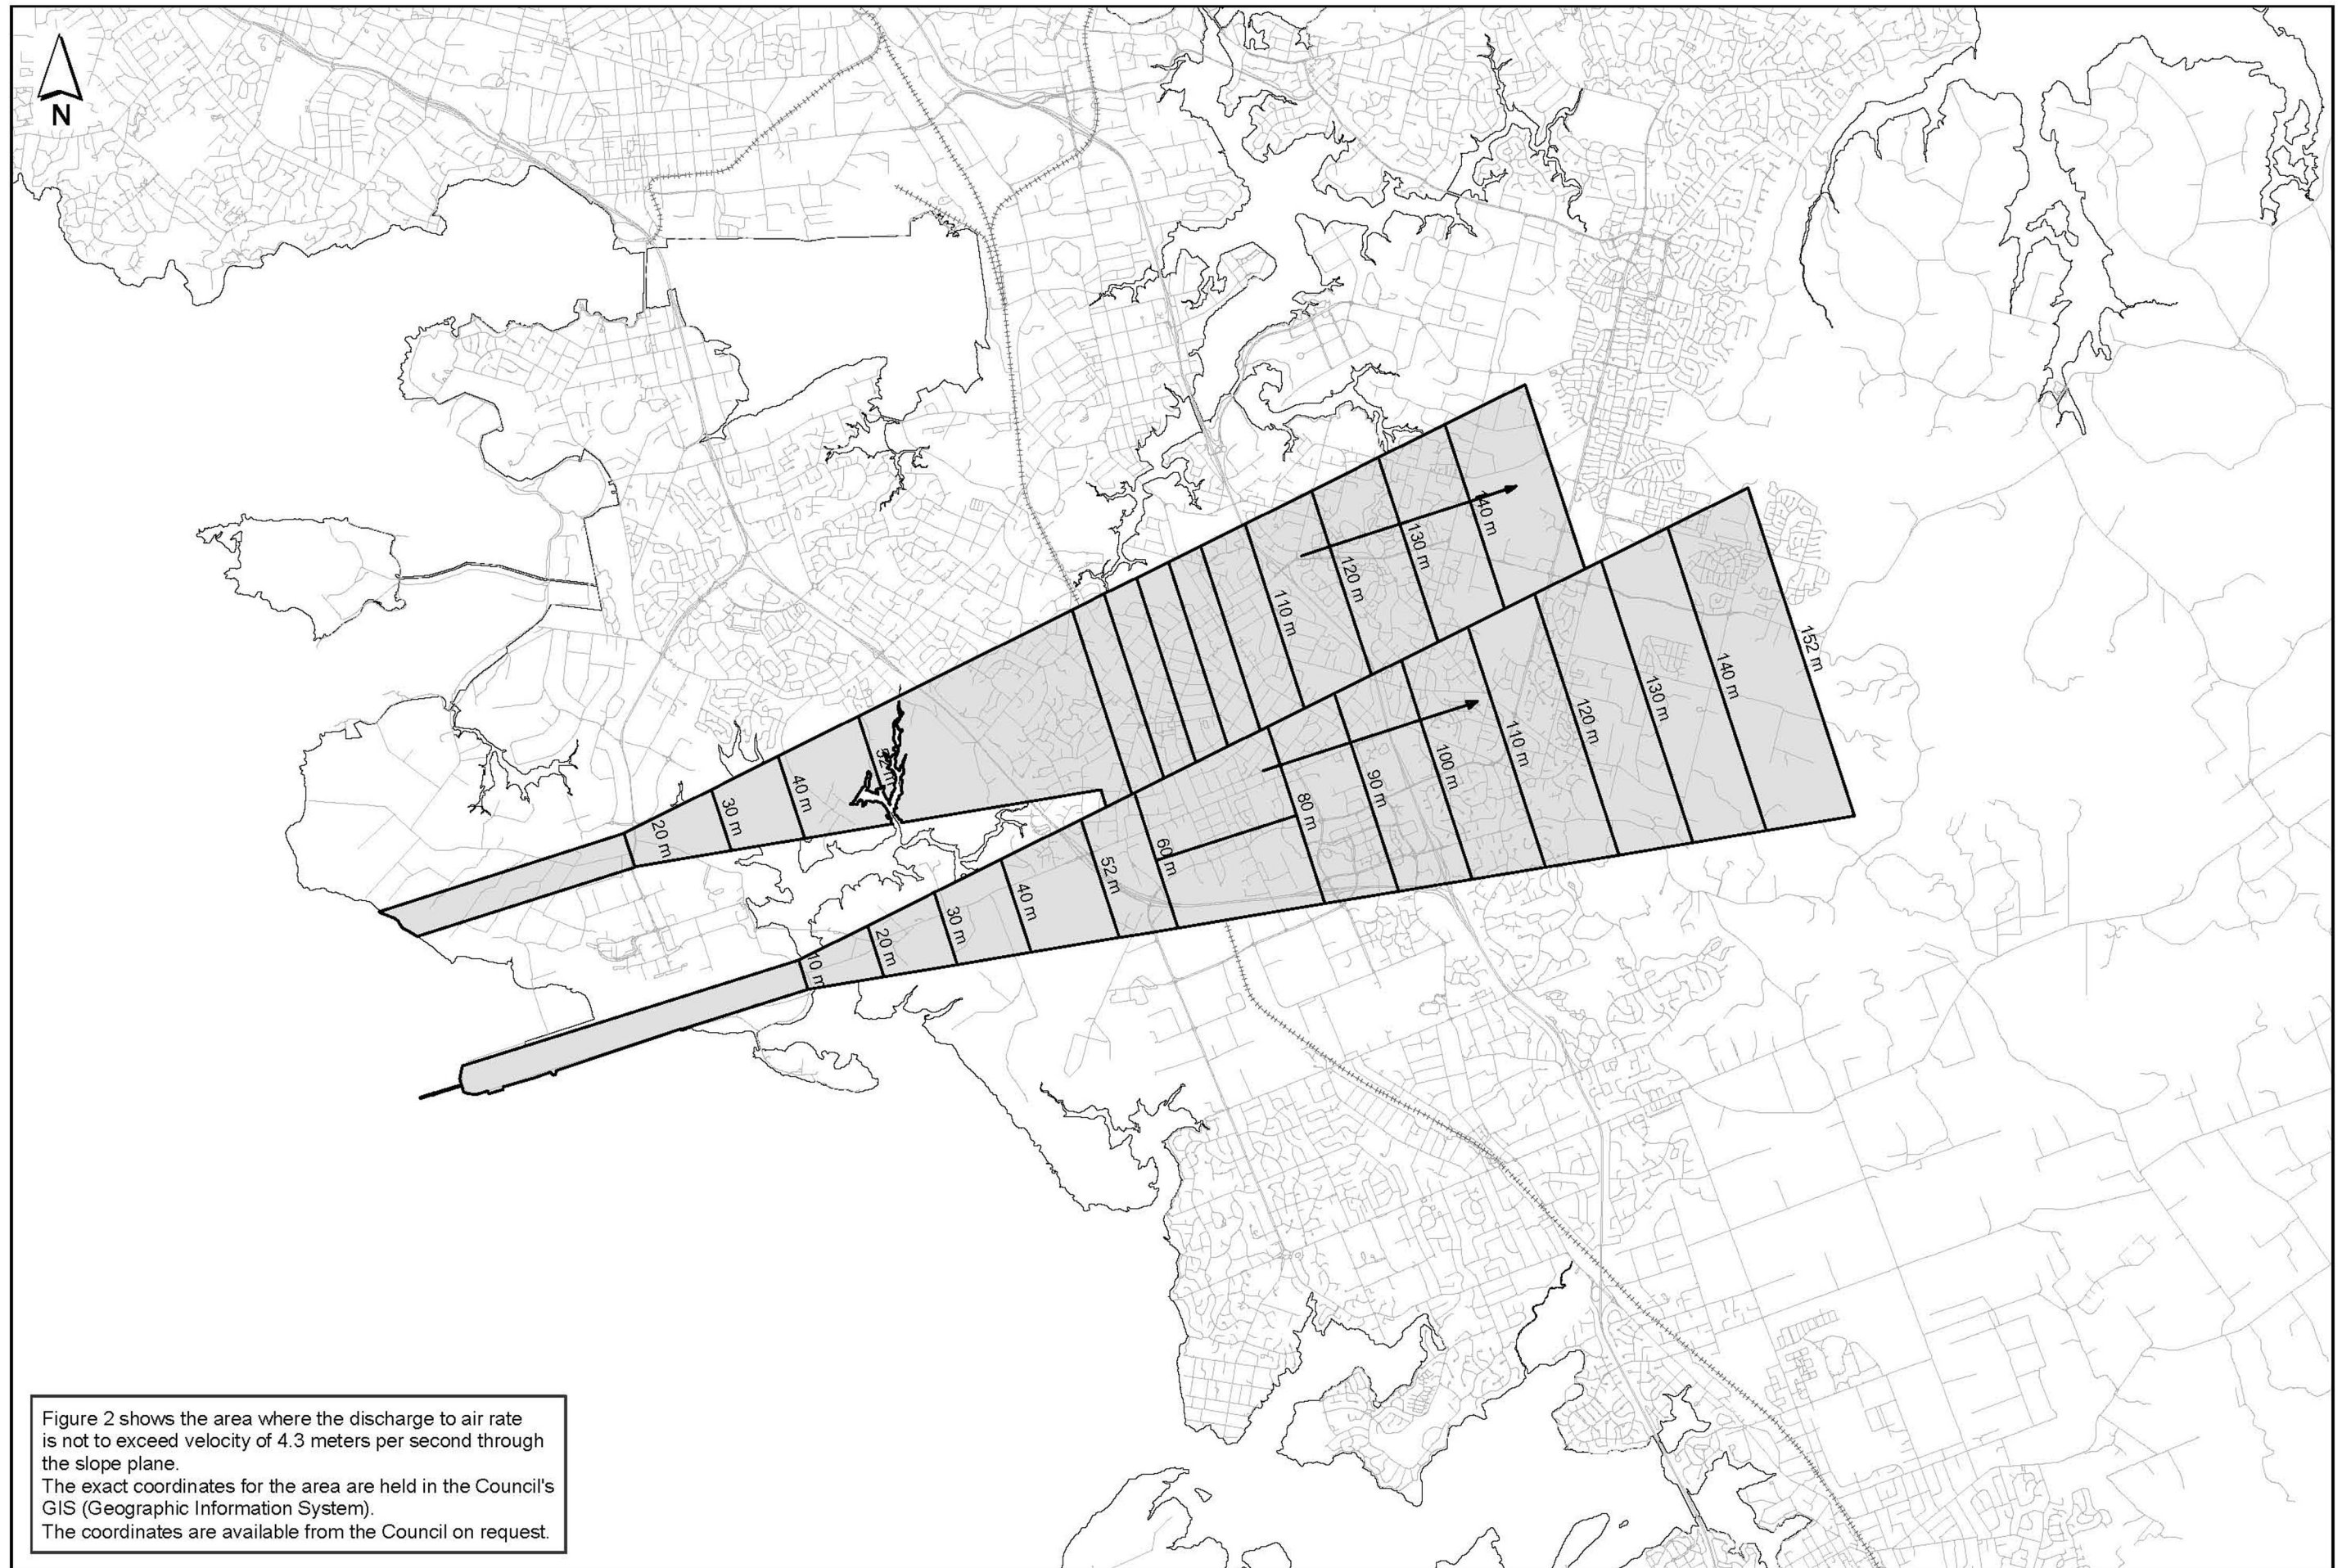 N
20 m
30 m
40 m
52 m
110 m
120 m
130 m
140 m
10 m
20 m
30 m
40 m
52 m
60 m
80 m
90 m
100 m
110 m
120 m
130 m
140 m
152 m
Figure 2 shows the area where the discharge to air rate
is not to exceed velocity of 4.3 meters per second through
the slope plane.
The exact coordinates for the area are held in the Council's
GIS (Geographic Information System).
The coordinates are available from the Council on request.